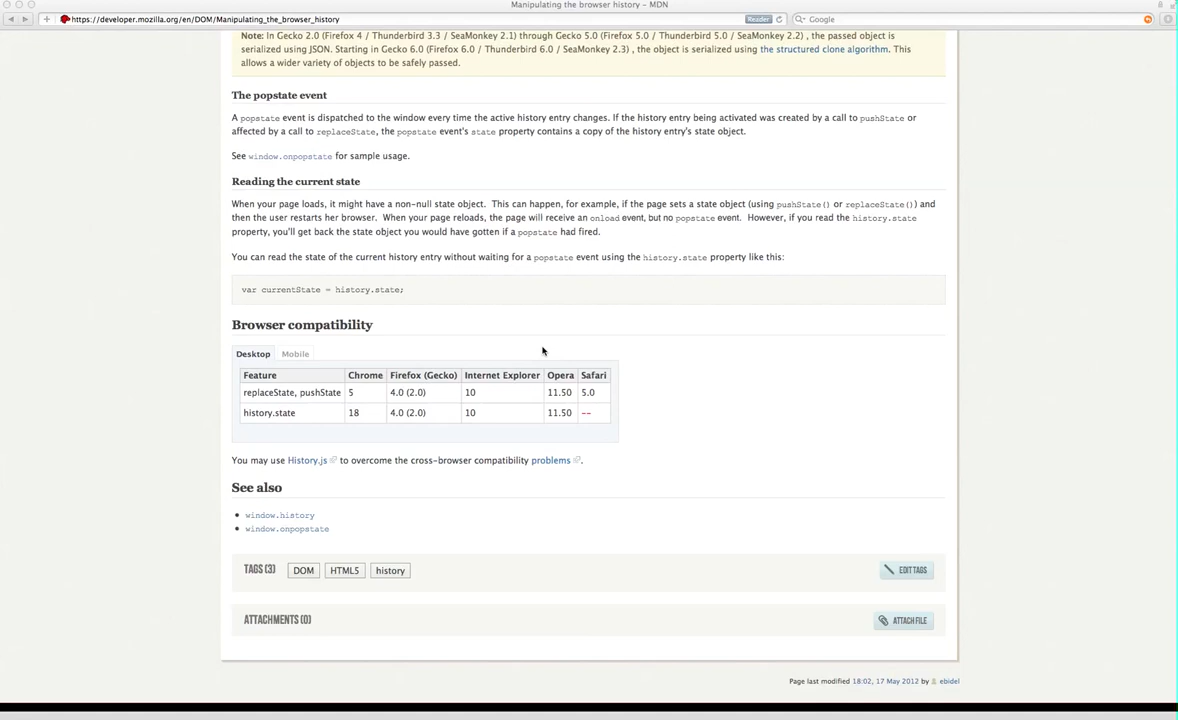 Manipulating the browser history - MDN
https://developer.mozilla.org/en/DOM/Manipulating_the_browser_history
Reader
Google
Note: In Gecko 2.0 (Firefox 4 / Thunderbird 3.3 / SeaMonkey 2.1) through Gecko 5.0 (Firefox 5.0 / Thunderbird 5.0 / SeaMonkey 2.2) , the passed object is
serialized using JSON. Starting in Gecko 6.0 (Firefox 6.0 / Thunderbird 6.0 / SeaMonkey 2.3) , the object is serialized using the structured clone algorithm. This
allows a wider variety of objects to be safely passed.
The popstate event
A popstate event is dispatched to the window every time the active history entry changes. If the history entry being activated was created by a call to pushState or
affected by a call to replaceState, the popstate event's state property contains a copy of the history entry's state object.
See window.onpopstate for sample usage.
Reading the current state
When your page loads, it might have a non-null state object. This can happen, for example, if the page sets a state object (using pushState() or replaceState()) and
then the user restarts her browser. When your page reloads, the page will receive an onload event, but no popstate event. However, if you read the history.state
property, you'll get back the state object you would have gotten if a popstate had fired.
You can read the state of the current history entry without waiting for a popstate event using the history.state property like this:
var currentState = history.state;
Browser compatibility
Desktop Mobile
Feature Chrome Firefox (Gecko) Internet Explorer Opera Safari
replaceState, pushState 5 4.0 (2.0) 10 11.50 5.0
history.state 18 4.0 (2.0) 10 11.50 --
You may use History.js to overcome the cross-browser compatibility problems .
See also
window.history
window.onpopstate
TAGS (3) DOM HTML5 history EDIT TAGS
ATTACHMENTS (0) ATTACH FILE
Page last modified 18:02, 17 May 2012 by ebidel